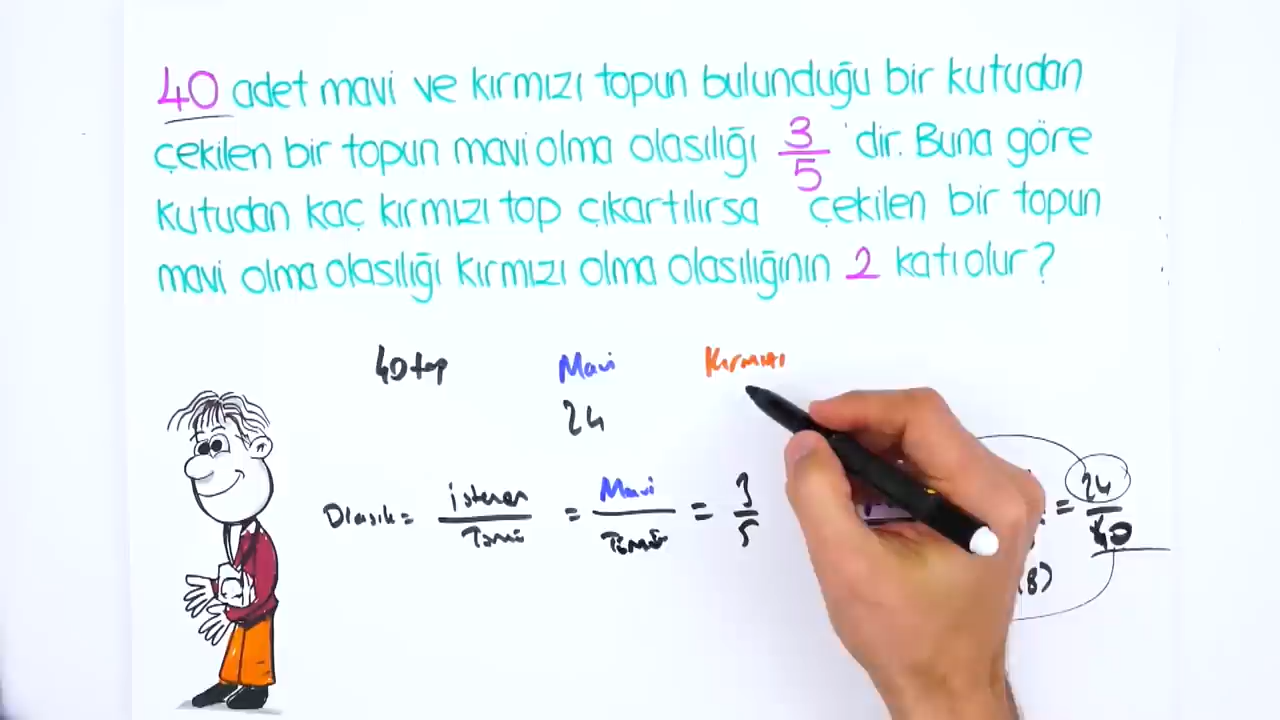 40 adet mavi ve kırmızı topun bulunduğu bir kutudan
çekilen bir topun mavi olma olasılığı 3/5 'dir. Buna göre
kutudan kaç kırmızı top çıkartılırsa çekilen bir topun
mavi olma olasılığı kırmızı olma olasılığının 2 katı olur?
40 top Mavi Kırmızı
24
Olasılık = istenen/Tümü = Mavi/Tümü = 3/5 = 24/40
(8)